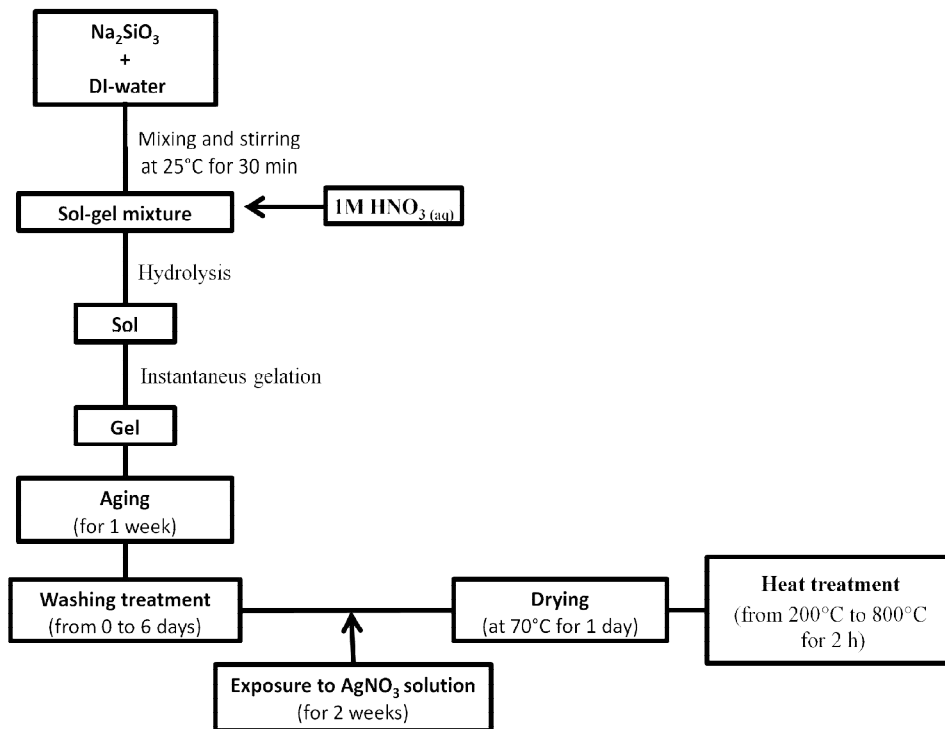 Na₂SiO₃
+
DI-water
Mixing and stirring
at 25°C for 30 min
Sol-gel mixture
1M HNO₃ (aq)
Hydrolysis
Sol
Instantaneus gelation
Gel
Aging
(for 1 week)
Washing treatment
(from 0 to 6 days)
Exposure to AgNO₃ solution
(for 2 weeks)
Drying
(at 70°C for 1 day)
Heat treatment
(from 200°C to 800°C
for 2 h)